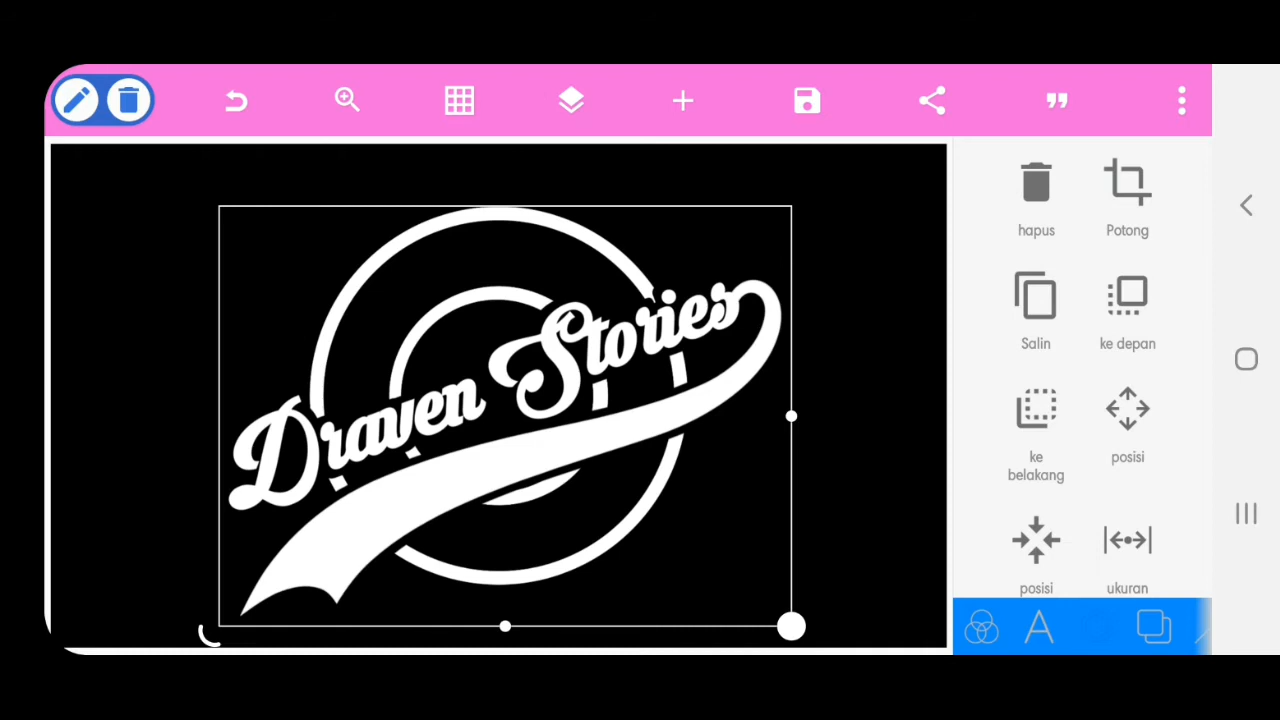 Draven Stories
hapus Potong
Salin ke depan
ke
belakang
posisi
posisi ukuran
A